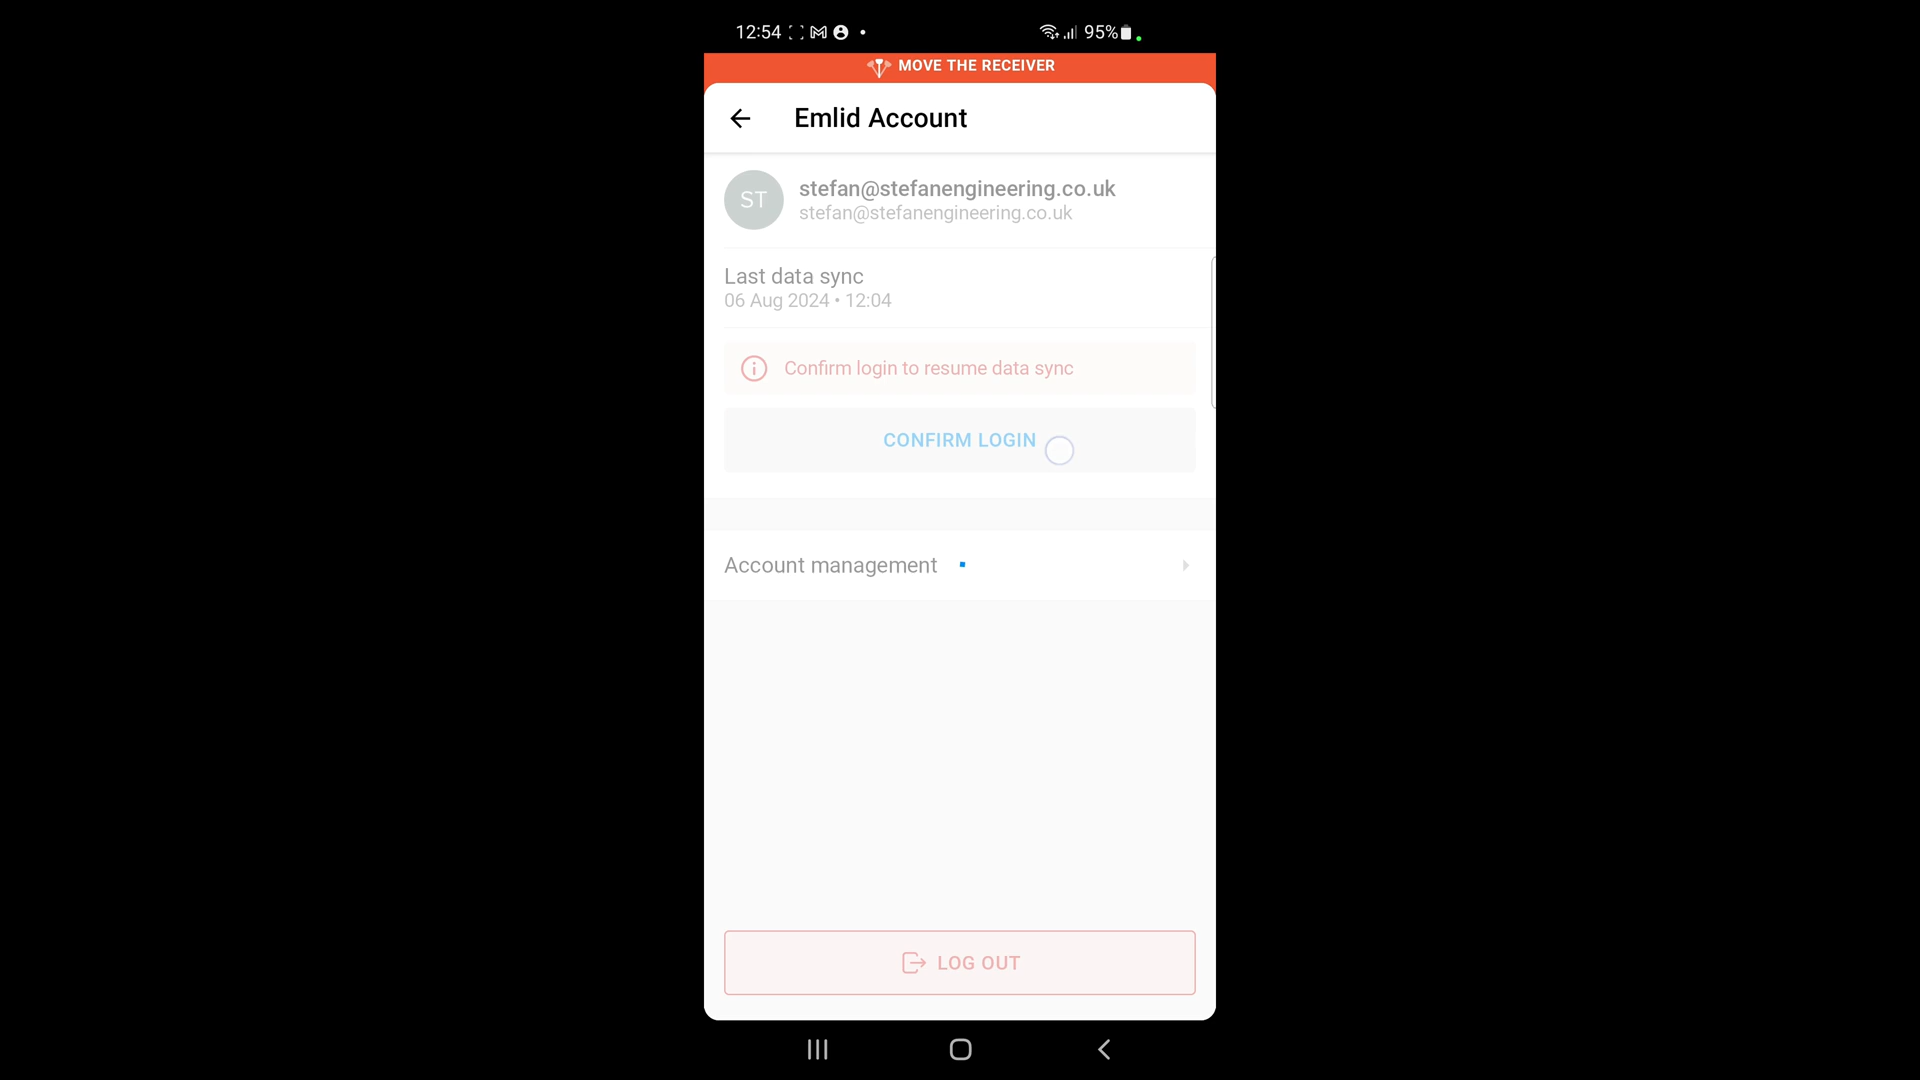 12:54
95%
MOVE THE RECEIVER
Emlid Account
ST
stefan@stefanengineering.co.uk
stefan@stefanengineering.co.uk
Last data sync
06 Aug 2024 • 12:04
Confirm login to resume data sync
CONFIRM LOGIN
Account management
LOG OUT